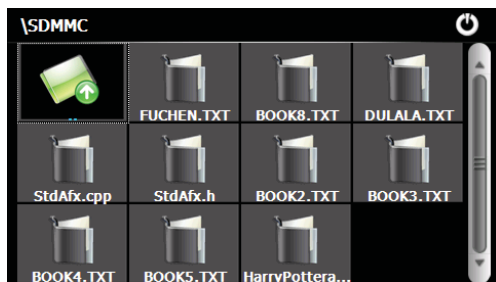 \SDMMC
..
FUCHEN.TXT BOOK8.TXT DULALA.TXT
StdAfx.cpp StdAfx.h BOOK2.TXT BOOK3.TXT
BOOK4.TXT BOOK5.TXT HarryPottera...